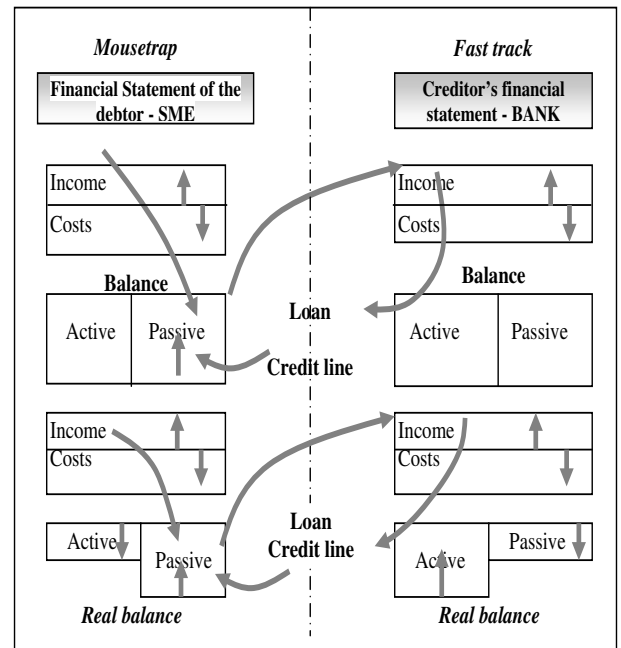 Mousetrap
Fast track
Financial Statement of the
debtor - SME
Creditor's financial
statement - BANK
Income
Costs
Income
Costs
Balance
Balance
Active
Passive
Loan
Credit line
Active
Passive
Income
Costs
Income
Costs
Active
Passive
Loan
Credit line
Active
Passive
Real balance
Real balance